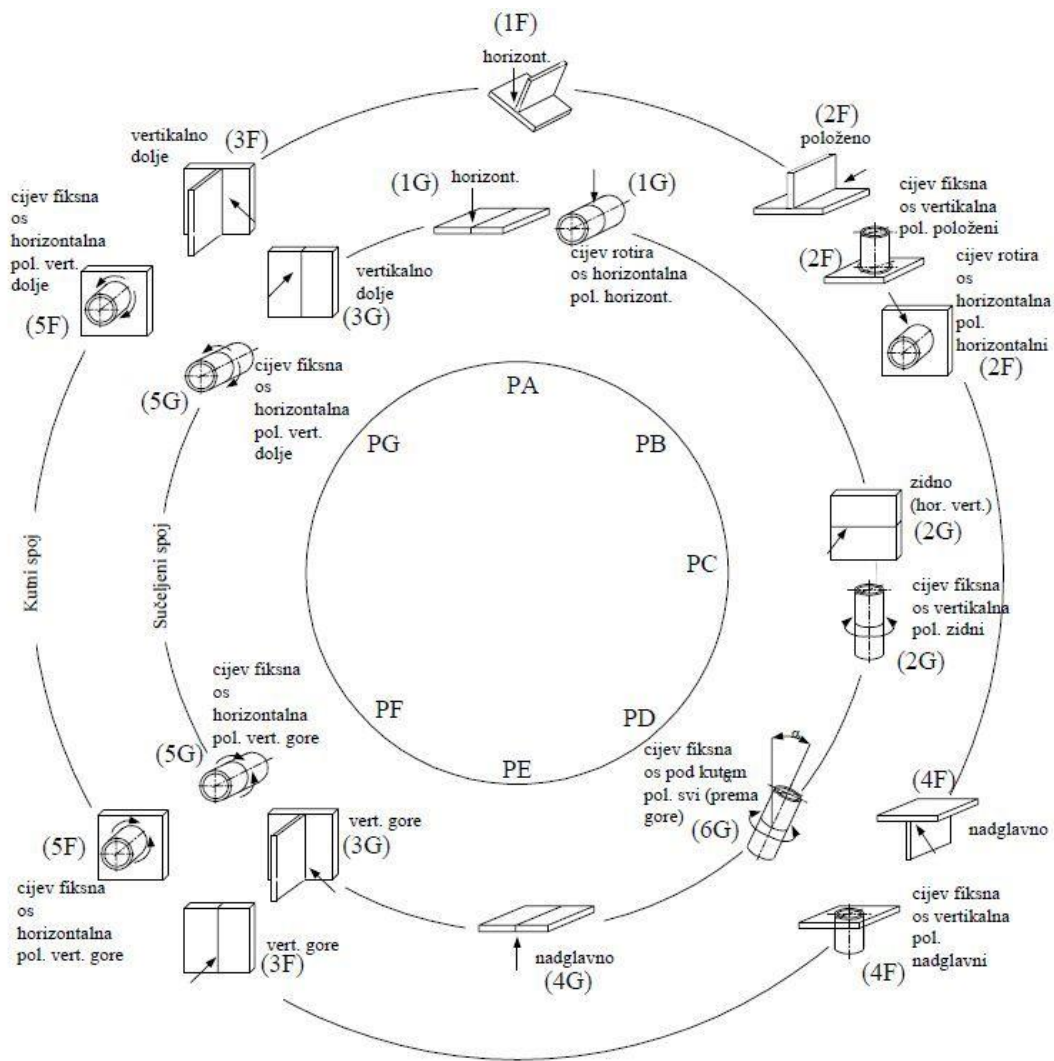 (1F)
horizont.
(2F)
položeno
(3F)
vertikalno
dolje
cijev fiksna
os
horizontalna
pol. vert.
dolje
(5F)
(1G)
horizont.
(1G)
cijev rotira
os horizontalna
pol. horizont.
cijev fiksna
os vertikalna
pol. položeni
(2F)
cijev rotira
os
horizontalna
pol.
horizontalni
(2F)
vertikalno
dolje
(3G)
(5G)
cijev fiksna
os
horizontalna
pol. vert.
dolje
PA
PB
PC
PD
PE
PF
PG
Kutni spoj
Sučeljeni spoj
zidno
(hor. vert.)
(2G)
cijev fiksna
os vertikalna
pol. zidni
(2G)
cijev fiksna
os
horizontalna
pol. vert. gore
(5G)
α
cijev fiksna
os pod kutem
pol. svi (prema
gore)
(6G)
(4F)
nadglavno
(5F)
cijev fiksna
os
horizontalna
pol. vert. gore
vert. gore
(3G)
vert. gore
(3F)
nadglavno
(4G)
cijev fiksna
os vertikalna
pol.
nadglavni
(4F)